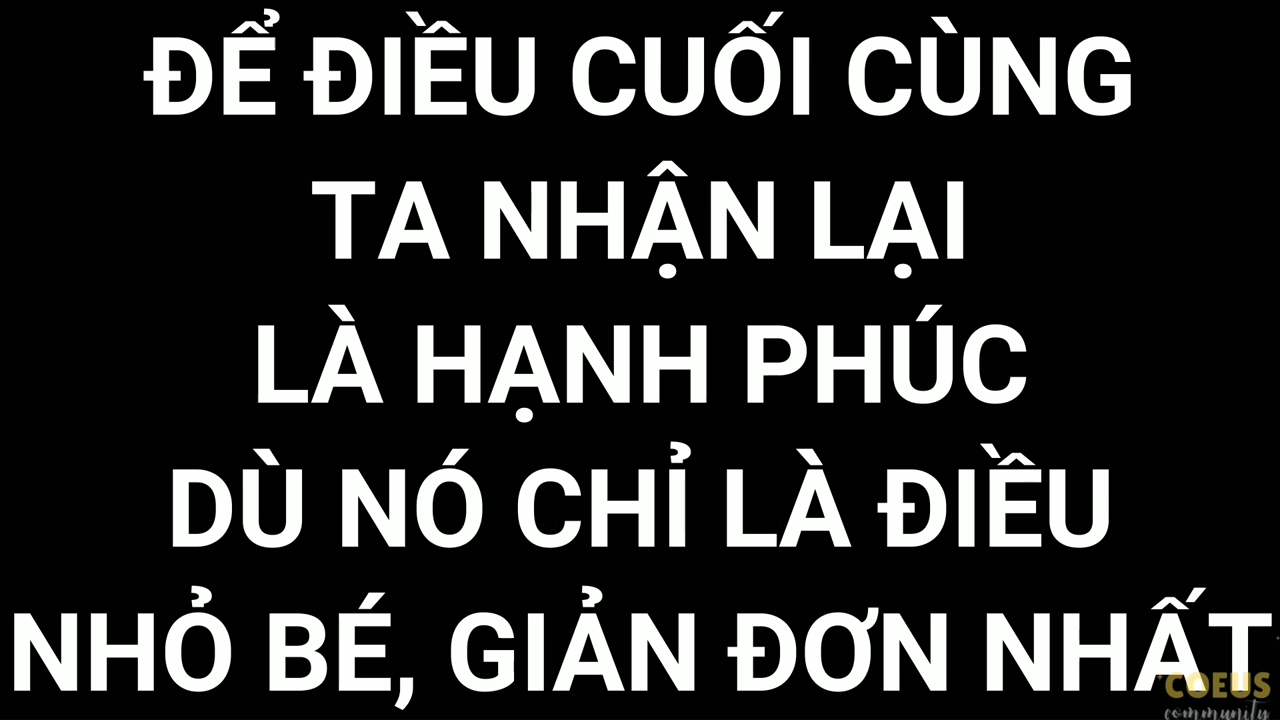 ĐỂ ĐIỀU CUỐI CÙNG
TA NHẬN LẠI
LÀ HẠNH PHÚC
DÙ NÓ CHỈ LÀ ĐIỀU
NHỎ BÉ, GIẢN ĐƠN NHẤT
COEUS
community